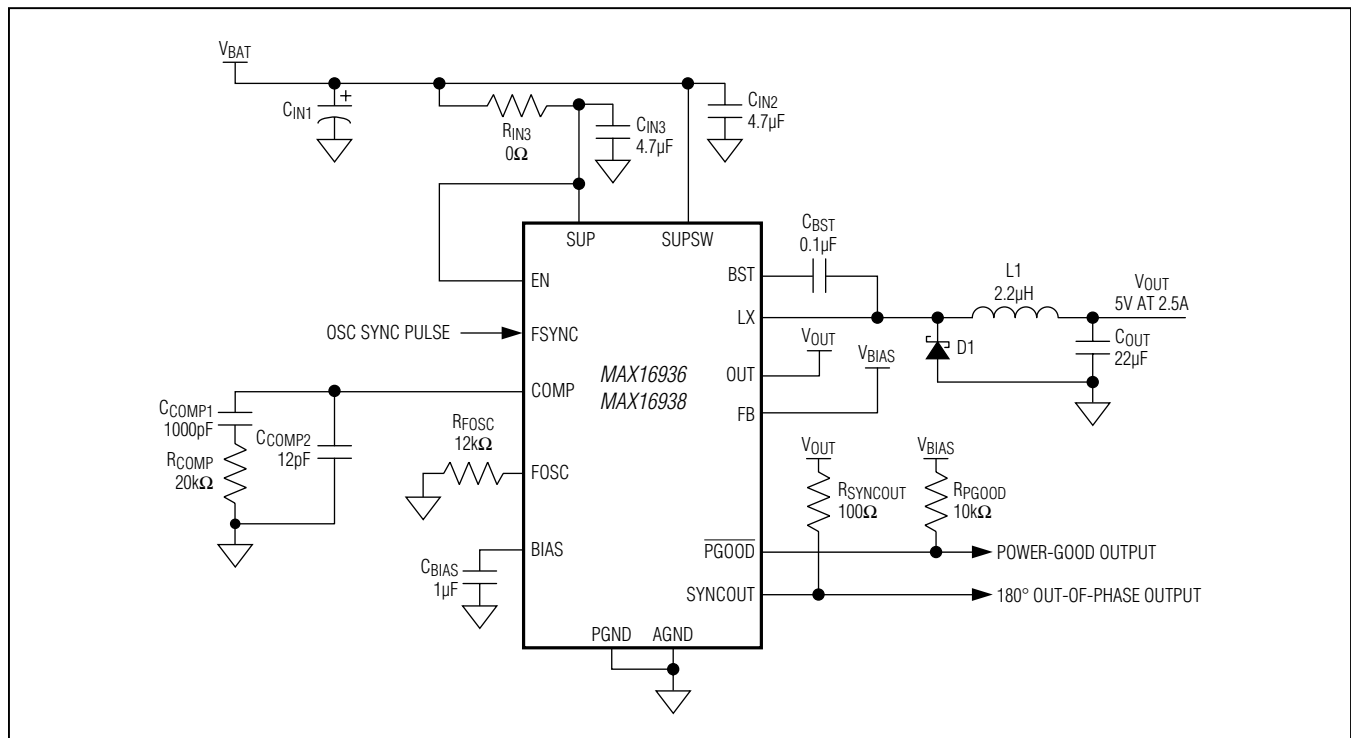 VBAT
CIN1
+
RIN3
0Ω
CIN3
4.7µF
CIN2
4.7µF
SUP
SUPSW
EN
OSC SYNC PULSE
FSYNC
COMP
CCOMP1
1000pF
RCOMP
20kΩ
CCOMP2
12pF
RFOSC
12kΩ
FOSC
CBIAS
1µF
BIAS
MAX16936
MAX16938
PGND
AGND
BST
CBST
0.1µF
LX
L1
2.2µH
VOUT
5V AT 2.5A
D1
COUT
22µF
OUT
VOUT
FB
VBIAS
VOUT
RSYNCOUT
100Ω
VBIAS
RPGOOD
10kΩ
PGOOD
POWER-GOOD OUTPUT
SYNCOUT
180° OUT-OF-PHASE OUTPUT